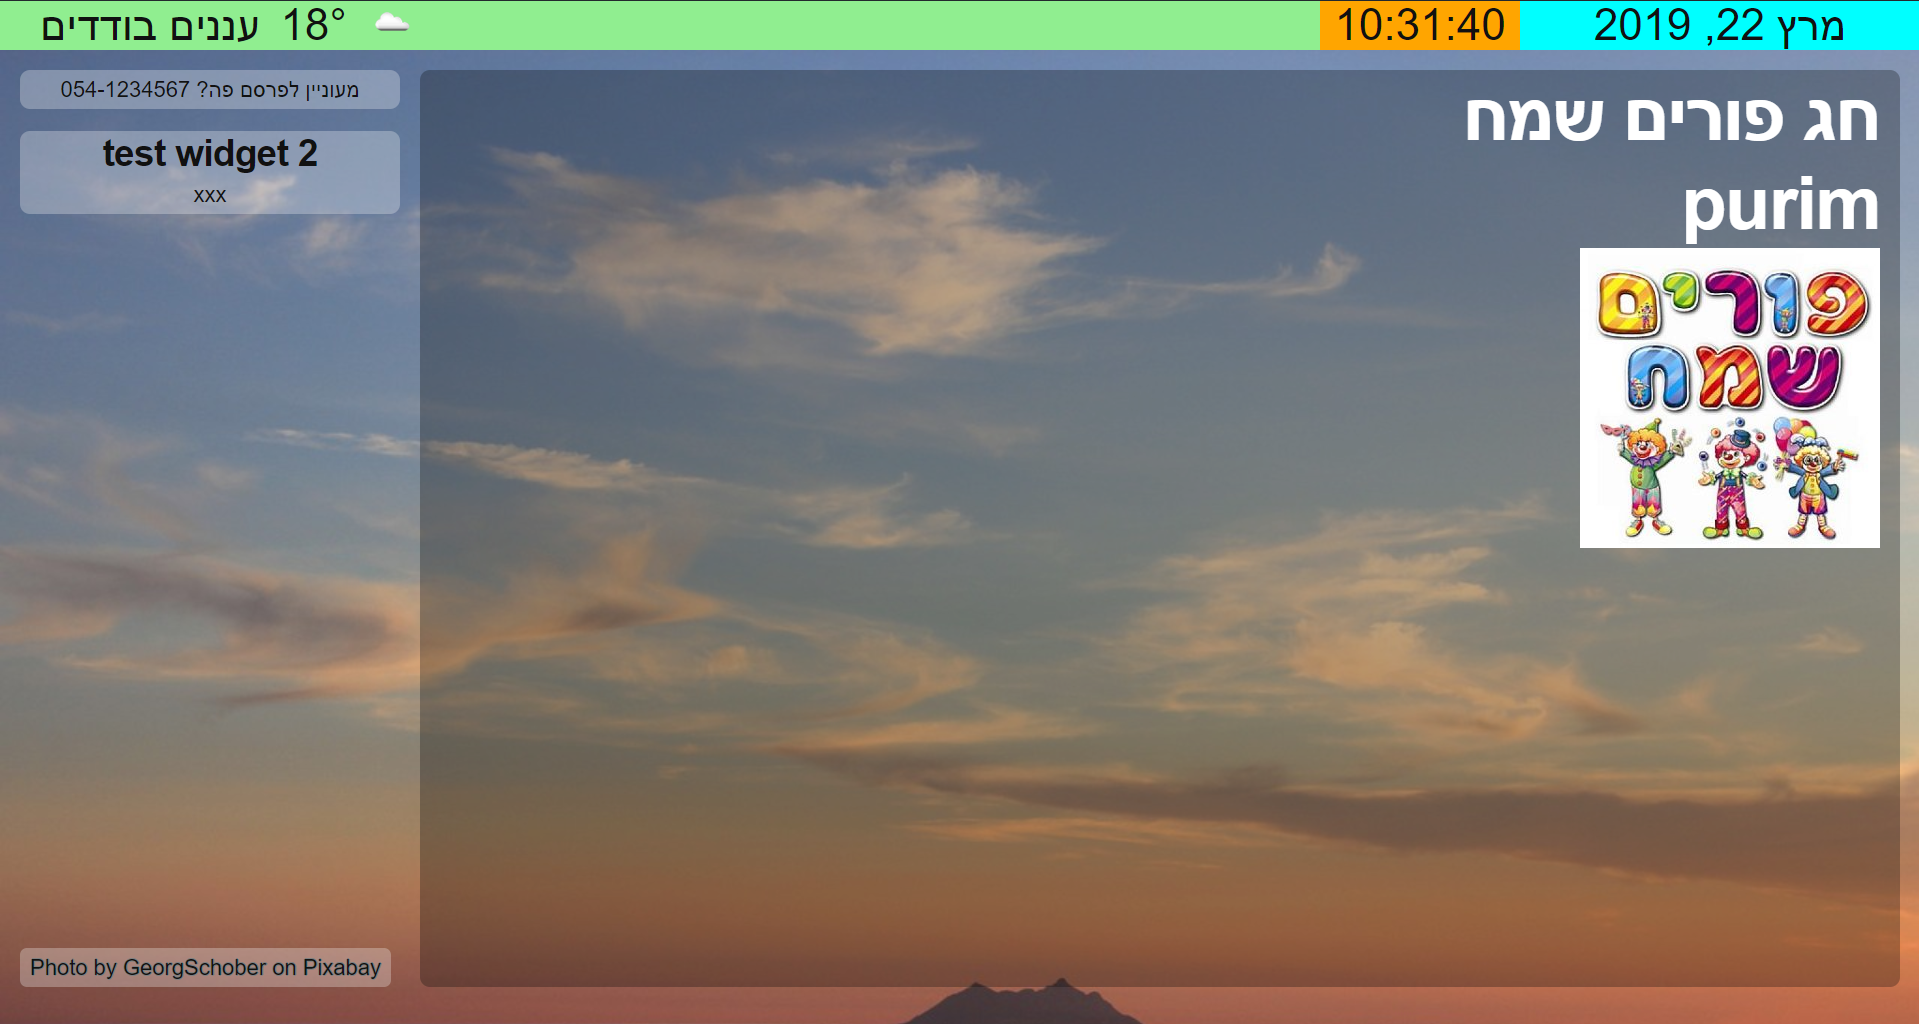 מרץ 22, 2019
10:31:40
18° עננים בודדים
חג פורים שמח
purim
פורים
שמח
מעוניין לפרסם פה? 054-1234567
test widget 2
xxx
Photo by GeorgSchober on Pixabay